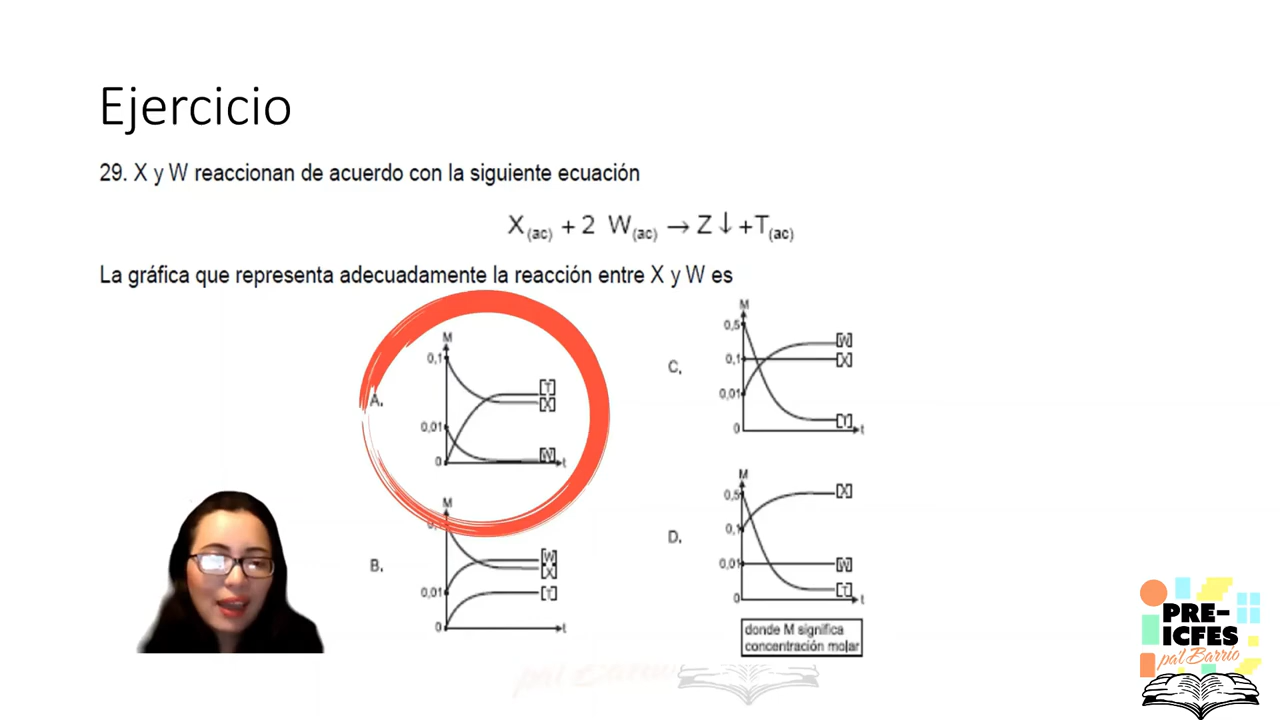 Ejercicio
29. X y W reaccionan de acuerdo con la siguiente ecuación
X(ac) + 2 W(ac) → Z↓ +T(ac)
La gráfica que representa adecuadamente la reacción entre X y W es
A.
M
0,1
0,01
0
[T]
[X]
[W]
t
B.
M
0,01
0
[W]
[X]
[T]
t
C.
M
0,5
0,1
0,01
0
[W]
[X]
[T]
t
D.
M
0,5
0,1
0,01
0
[X]
[W]
[T]
t
donde M significa
concentración molar
PRE-
ICFES
pa'l Barrio